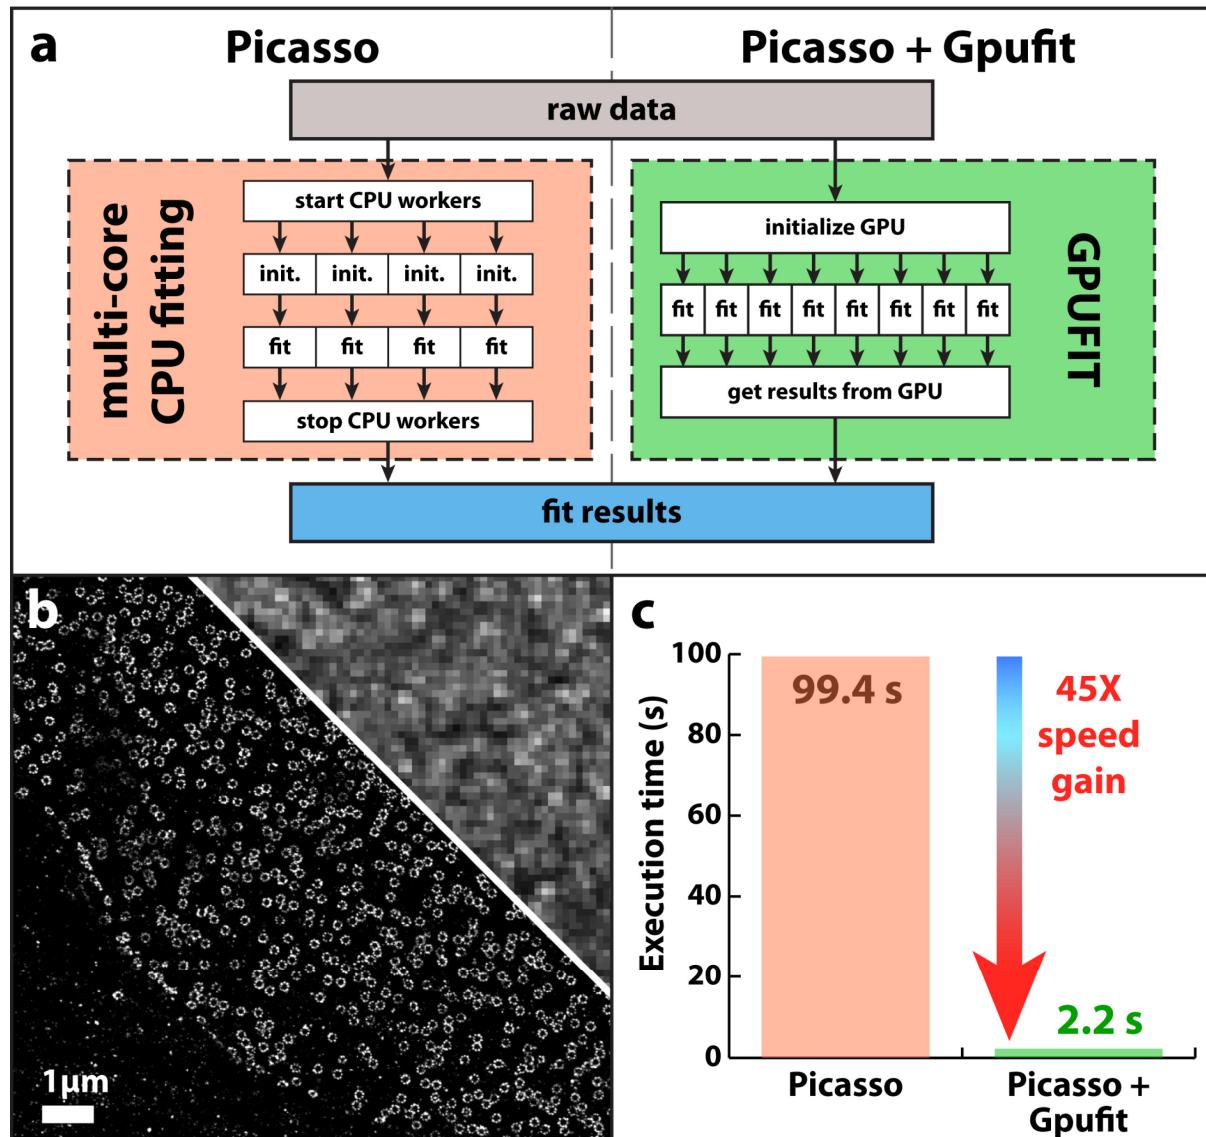 a
Picasso
Picasso + Gpufit
raw data
multi-core
CPU fitting
start CPU workers
init. init. init. init.
fit fit fit fit
stop CPU workers
initialize GPU
fit fit fit fit fit fit fit fit
get results from GPU
GPUFIT
fit results
b
1µm
c
Execution time (s)
100
80
60
40
20
0
99.4 s
45X
speed
gain
2.2 s
Picasso
Picasso +
Gpufit